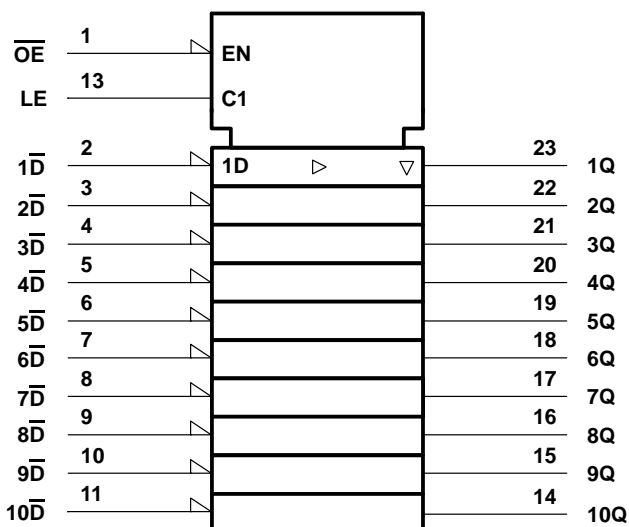 O̅E̅ 1 EN
LE 13 C1
1D̅ 2 1D 23 1Q
2D̅ 3 22 2Q
3D̅ 4 21 3Q
4D̅ 5 20 4Q
5D̅ 6 19 5Q
6D̅ 7 18 6Q
7D̅ 8 17 7Q
8D̅ 9 16 8Q
9D̅ 10 15 9Q
10D̅ 11 14 10Q